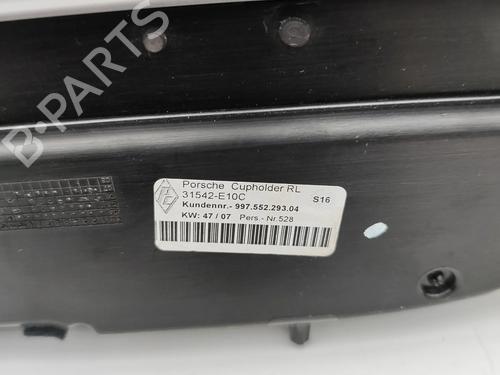 B-PARTS
Porsche Cupholder RL
31542-E10C S16
Kundennr.- 997.552.293.04
KW: 47 / 07 Pers.- Nr.528